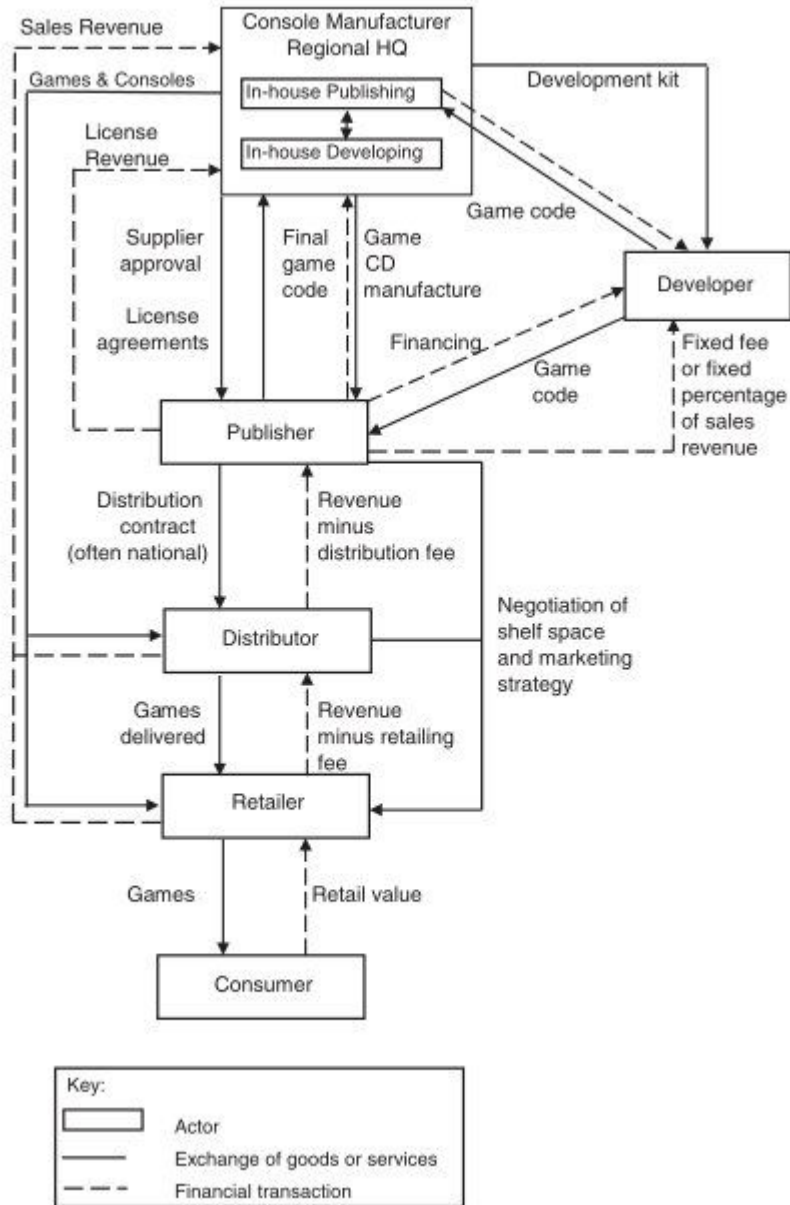 Sales Revenue
Console Manufacturer
Regional HQ
Games & Consoles
In-house Publishing
Development kit
License
Revenue
In-house Developing
Game code
Supplier
approval
Final
game
code
Game
CD
manufacture
Developer
License
agreements
Financing
Game
code
Fixed fee
or fixed
percentage
of sales
revenue
Publisher
Distribution
contract
(often national)
Revenue
minus
distribution fee
Negotiation of
shelf space
and marketing
strategy
Distributor
Games
delivered
Revenue
minus retailing
fee
Retailer
Games
Retail value
Consumer
Key:
Actor
Exchange of goods or services
Financial transaction